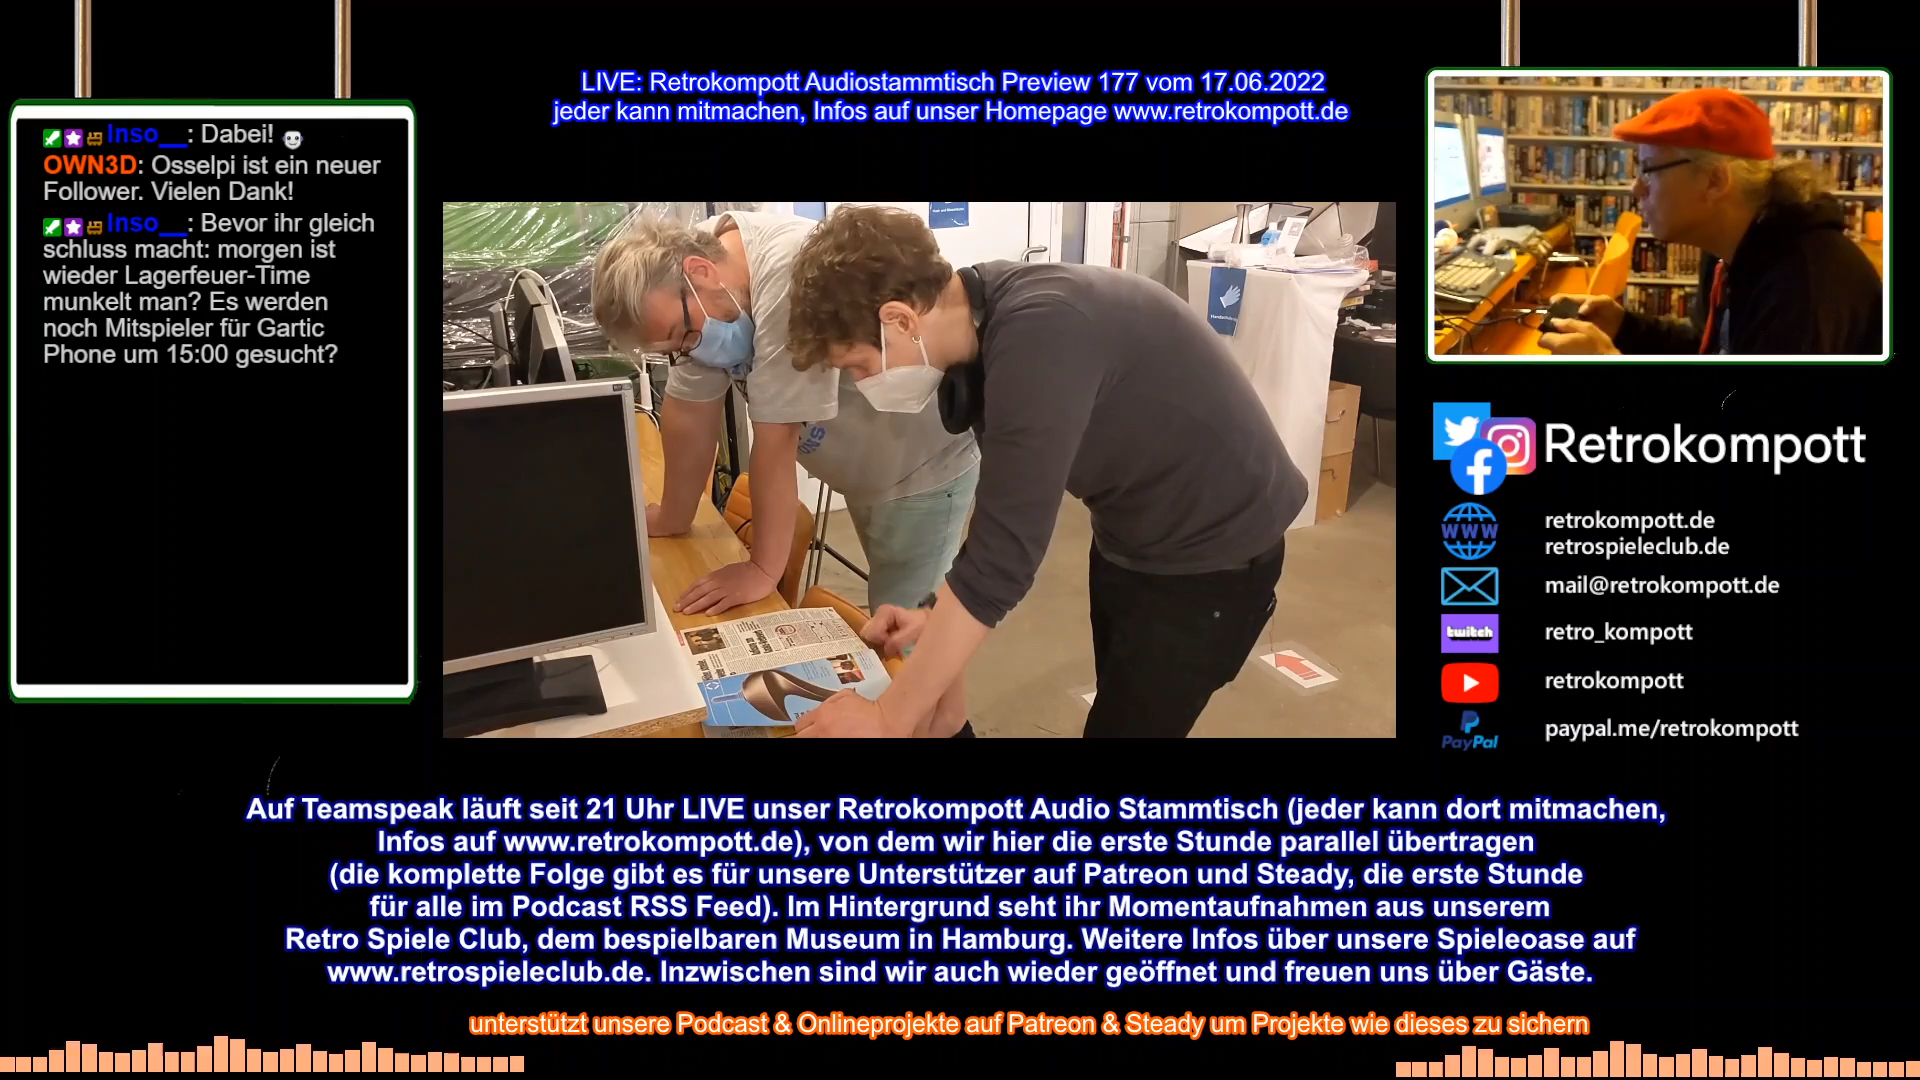 LIVE: Retrokompott Audiostammtisch Preview 177 vom 17.06.2022
jeder kann mitmachen, Infos auf unser Homepage www.retrokompott.de
Inso__: Dabei!
OWN3D: Osselpi ist ein neuer
Follower. Vielen Dank!
Inso__: Bevor ihr gleich
schluss macht: morgen ist
wieder Lagerfeuer-Time
munkelt man? Es werden
noch Mitspieler für Gartic
Phone um 15:00 gesucht?
Retrokompott
WWW
retrokompott.de
retrospieleclub.de
mail@retrokompott.de
twitch
retro_kompott
retrokompott
PayPal
paypal.me/retrokompott
Auf Teamspeak läuft seit 21 Uhr LIVE unser Retrokompott Audio Stammtisch (jeder kann dort mitmachen,
Infos auf www.retrokompott.de), von dem wir hier die erste Stunde parallel übertragen
(die komplette Folge gibt es für unsere Unterstützer auf Patreon und Steady, die erste Stunde
für alle im Podcast RSS Feed). Im Hintergrund seht ihr Momentaufnahmen aus unserem
Retro Spiele Club, dem bespielbaren Museum in Hamburg. Weitere Infos über unsere Spieleoase auf
www.retrospieleclub.de. Inzwischen sind wir auch wieder geöffnet und freuen uns über Gäste.
unterstützt unsere Podcast & Onlineprojekte auf Patreon & Steady um Projekte wie dieses zu sichern